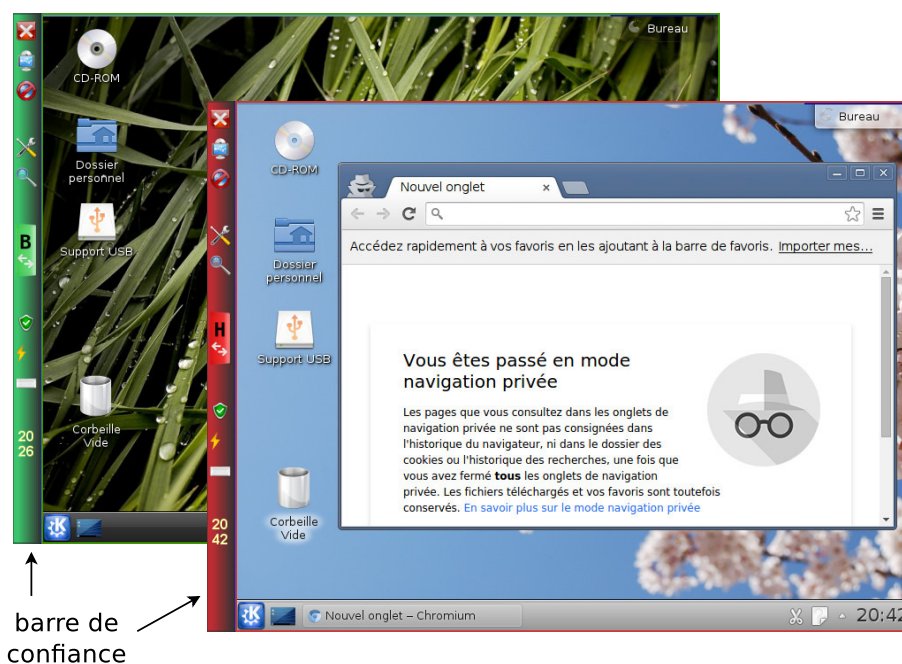 Bureau
CD-ROM
Dossier
personnel
B
Support USB
Corbeille
Vide
20
26
Bureau
CD-ROM
Dossier
personnel
H
Support USB
Corbeille
Vide
20
42
Nouvel onglet
Accédez rapidement à vos favoris en les ajoutant à la barre de favoris. Importer mes...
Vous êtes passé en mode
navigation privée
Les pages que vous consultez dans les onglets de
navigation privée ne sont pas consignées dans
l'historique du navigateur, ni dans le dossier des
cookies ou l'historique des recherches, une fois que
vous avez fermé tous les onglets de navigation
privée. Les fichiers téléchargés et vos favoris sont toutefois
conservés. En savoir plus sur le mode navigation privée
Nouvel onglet – Chromium
20:42
barre de
confiance